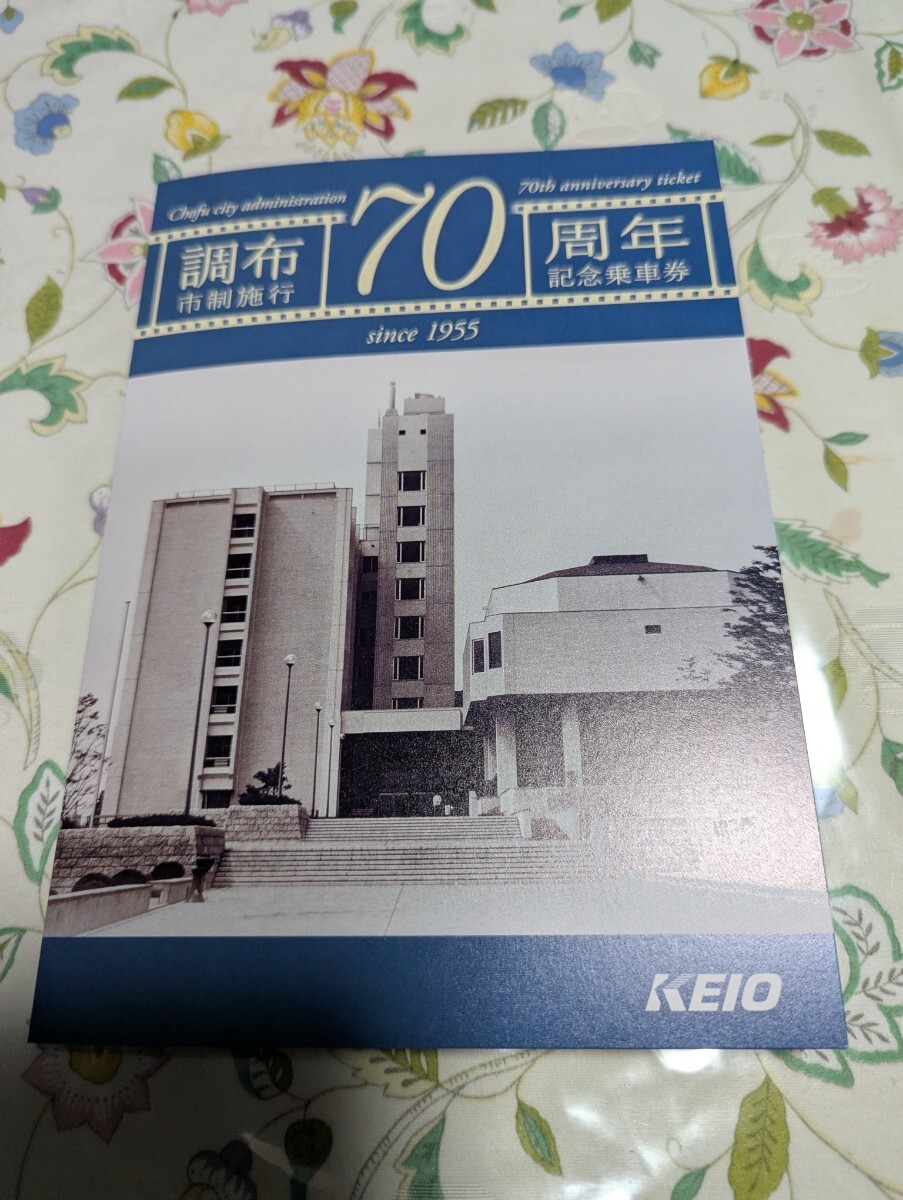 Chofu city administration
70th anniversary ticket
調布
市制施行
70
周年
記念乗車券
since 1955
KEIO